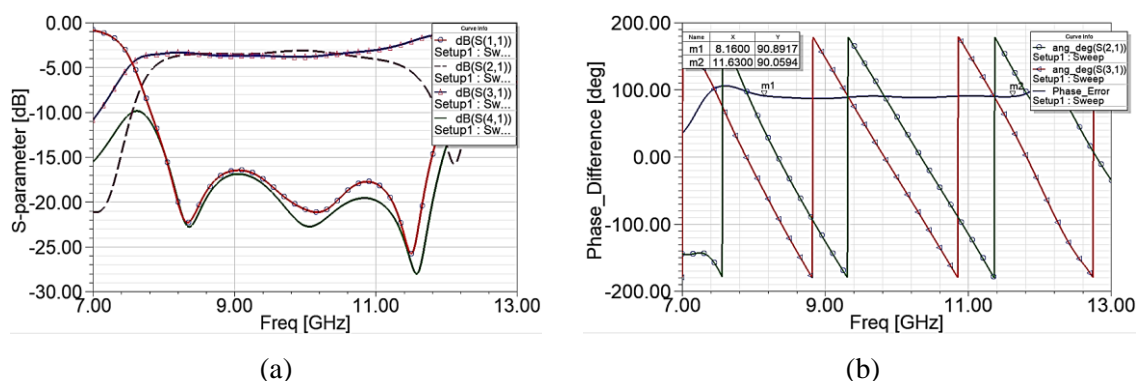 0.00
-5.00
-10.00
-15.00
-20.00
-25.00
-30.00
S-parameter [dB]
7.00 9.00 11.00 13.00
Freq [GHz]
Curve Info
dB(S(1,1))
Setup1 : Sw...
dB(S(2,1))
Setup1 : Sw...
dB(S(3,1))
Setup1 : Sw...
dB(S(4,1))
Setup1 : Sw...
(a)
200.00
100.00
0.00
-100.00
-200.00
Phase_Difference [deg]
7.00 9.00 11.00 13.00
Freq [GHz]
Name X Y
m1 8.1600 90.8917
m2 11.6300 90.0594
m1
m2
Curve Info
ang_deg(S(2,1))
Setup1 : Sweep
ang_deg(S(3,1))
Setup1 : Sweep
Phase_Error
Setup1 : Sweep
(b)